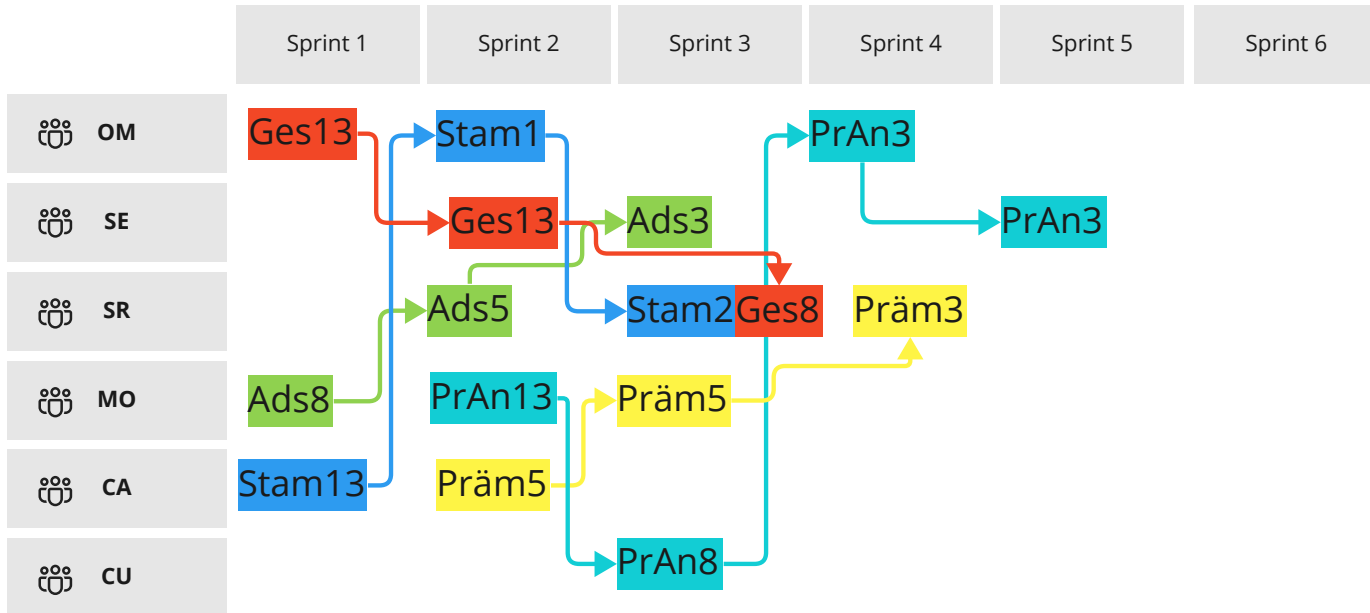 Sprint 1 Sprint 2 Sprint 3 Sprint 4 Sprint 5 Sprint 6
OM Ges13 Stam1 PrAn3
SE Ges13 Ads3 PrAn3
SR Ads5 Stam2 Ges8 Präm3
MO Ads8 PrAn13 Präm5
CA Stam13 Präm5
CU PrAn8